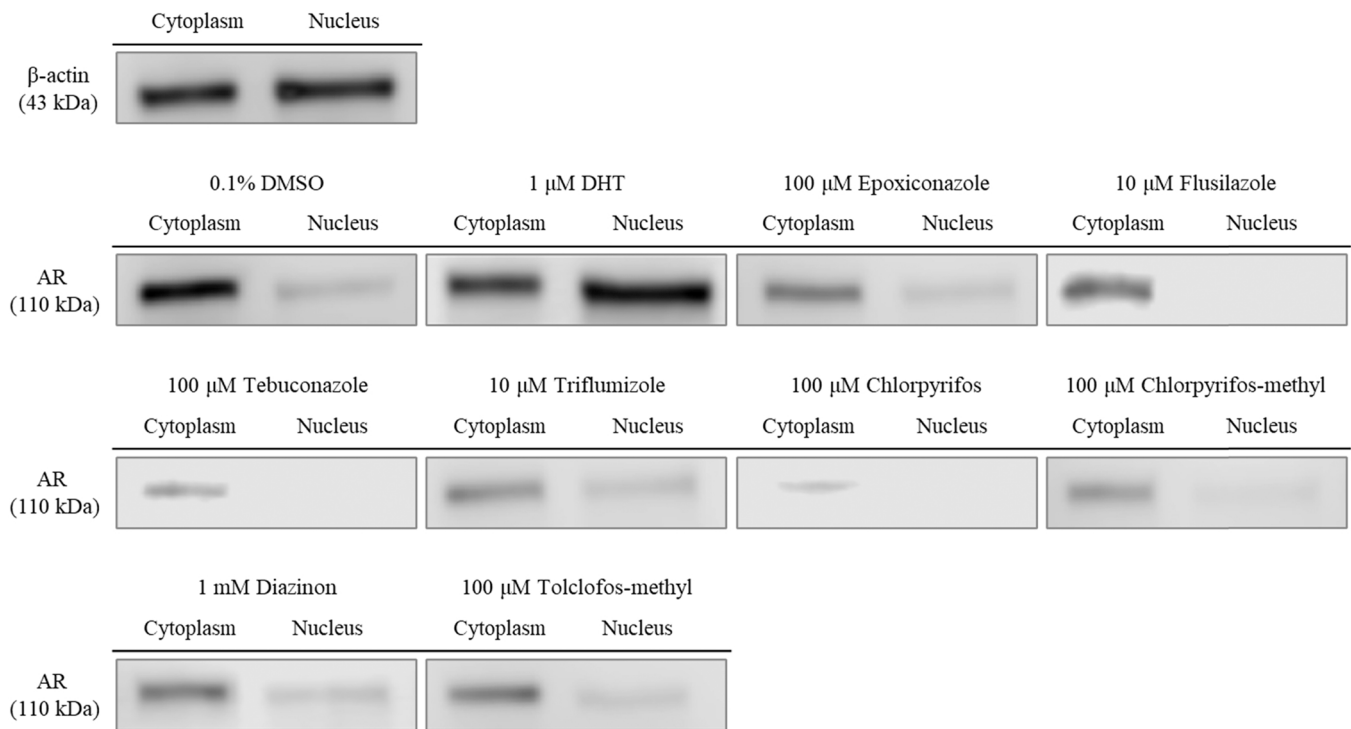 Cytoplasm Nucleus
β-actin
(43 kDa)
0.1% DMSO 1 μM DHT 100 μM Epoxiconazole 10 μM Flusilazole
Cytoplasm Nucleus Cytoplasm Nucleus Cytoplasm Nucleus Cytoplasm Nucleus
AR
(110 kDa)
100 μM Tebuconazole 10 μM Triflumizole 100 μM Chlorpyrifos 100 μM Chlorpyrifos-methyl
Cytoplasm Nucleus Cytoplasm Nucleus Cytoplasm Nucleus Cytoplasm Nucleus
AR
(110 kDa)
1 mM Diazinon 100 μM Tolclofos-methyl
Cytoplasm Nucleus Cytoplasm Nucleus
AR
(110 kDa)